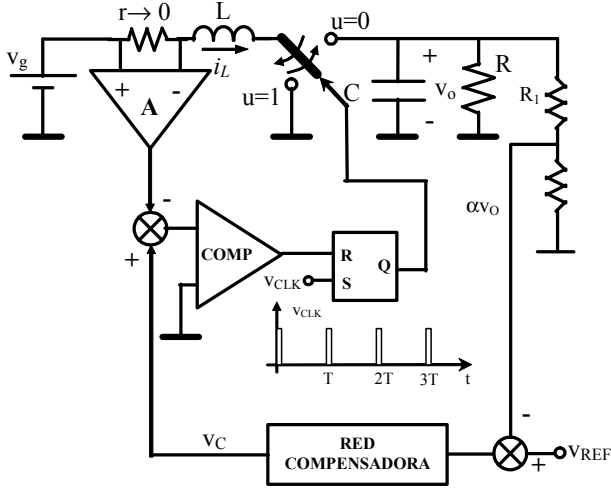 r→ 0
L
u=0
v_g
i_L
u=1
C
+
-
v_o
R
R_1
+
-
A
-
+
COMP
R
S
Q
v_CLK
αv_O
v_CLK
T
2T
3T
t
v_C
RED
COMPENSADORA
-
+
v_REF